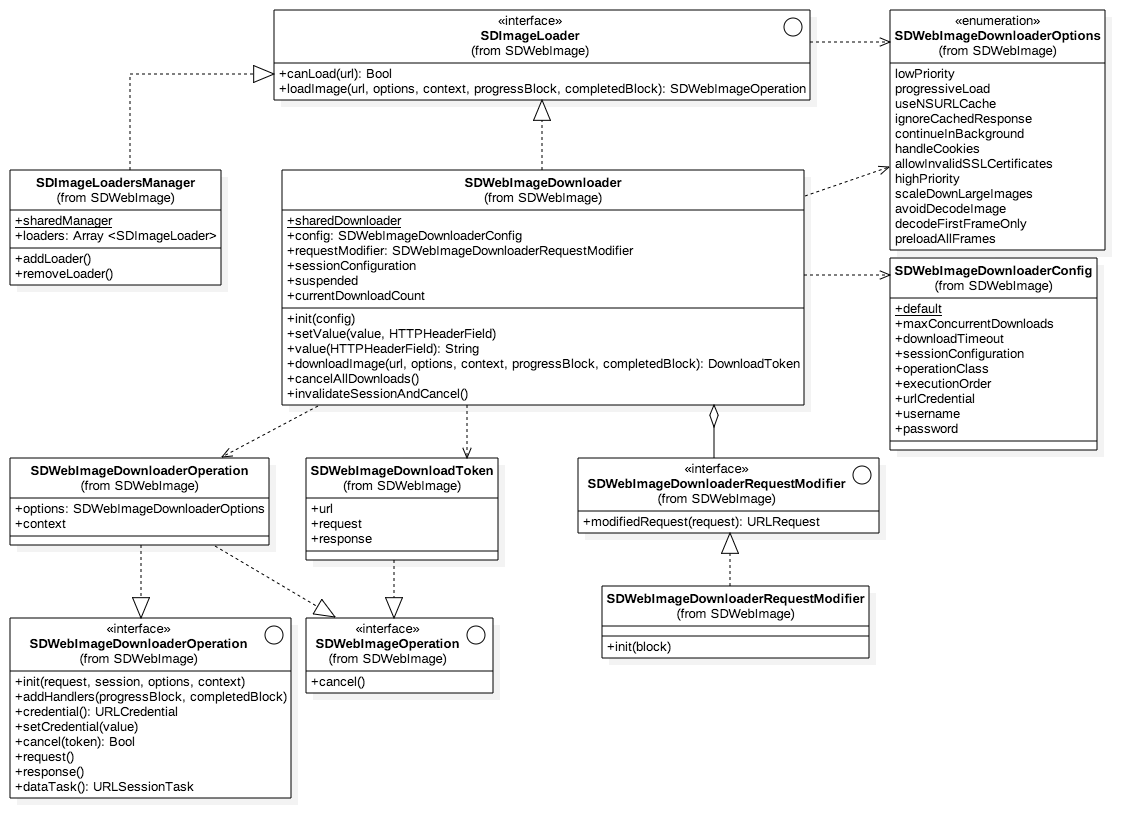 «interface»
SDImageLoader
(from SDWebImage)
+canLoad(url): Bool
+loadImage(url, options, context, progressBlock, completedBlock): SDWebImageOperation
«enumeration»
SDWebImageDownloaderOptions
(from SDWebImage)
lowPriority
progressiveLoad
useNSURLCache
ignoreCachedResponse
continueInBackground
handleCookies
allowInvalidSSLCertificates
highPriority
scaleDownLargeImages
avoidDecodeImage
decodeFirstFrameOnly
preloadAllFrames
SDImageLoadersManager
(from SDWebImage)
+sharedManager
+loaders: Array <SDImageLoader>
+addLoader()
+removeLoader()
SDWebImageDownloader
(from SDWebImage)
+sharedDownloader
+config: SDWebImageDownloaderConfig
+requestModifier: SDWebImageDownloaderRequestModifier
+sessionConfiguration
+suspended
+currentDownloadCount
+init(config)
+setValue(value, HTTPHeaderField)
+value(HTTPHeaderField): String
+downloadImage(url, options, context, progressBlock, completedBlock): DownloadToken
+cancelAllDownloads()
+invalidateSessionAndCancel()
SDWebImageDownloaderConfig
(from SDWebImage)
+default
+maxConcurrentDownloads
+downloadTimeout
+sessionConfiguration
+operationClass
+executionOrder
+urlCredential
+username
+password
SDWebImageDownloaderOperation
(from SDWebImage)
+options: SDWebImageDownloaderOptions
+context
SDWebImageDownloadToken
(from SDWebImage)
+url
+request
+response
«interface»
SDWebImageDownloaderRequestModifier
(from SDWebImage)
+modifiedRequest(request): URLRequest
SDWebImageDownloaderRequestModifier
(from SDWebImage)
+init(block)
«interface»
SDWebImageDownloaderOperation
(from SDWebImage)
+init(request, session, options, context)
+addHandlers(progressBlock, completedBlock)
+credential(): URLCredential
+setCredential(value)
+cancel(token): Bool
+request()
+response()
+dataTask(): URLSessionTask
«interface»
SDWebImageOperation
(from SDWebImage)
+cancel()